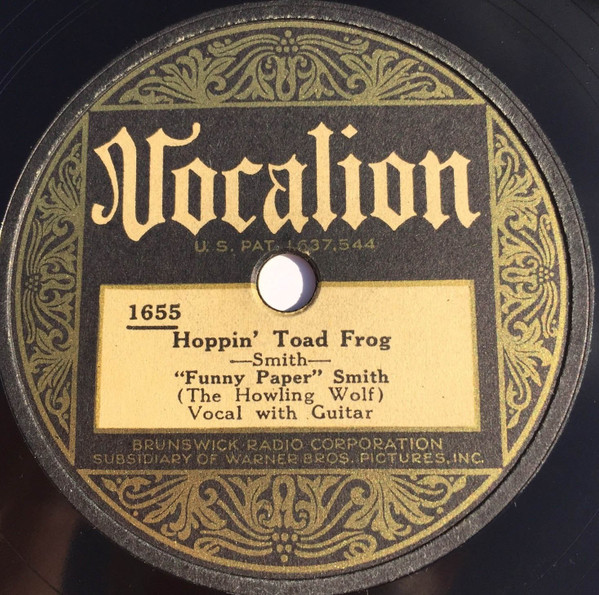 Vocalion
U. S. PAT. 1,637,544
1655
Hoppin' Toad Frog
—Smith—
"Funny Paper" Smith
(The Howling Wolf)
Vocal with Guitar
BRUNSWICK RADIO CORPORATION
SUBSIDIARY OF WARNER BROS. PICTURES, INC.